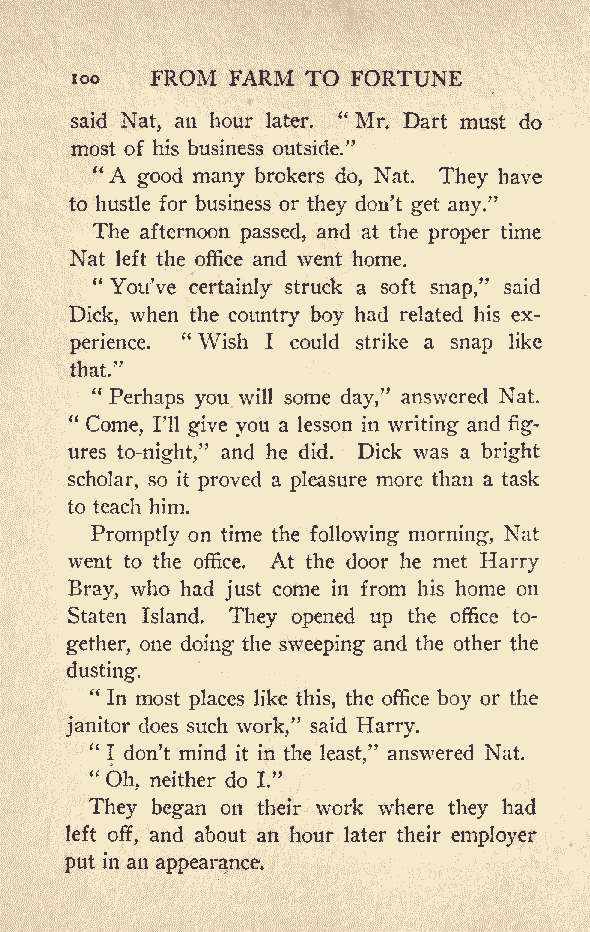 100 FROM FARM TO FORTUNE
said Nat, an hour later. “Mr. Dart must do
most of his business outside.”
“A good many brokers do, Nat. They have
to hustle for business or they don’t get any.”
The afternoon passed, and at the proper time
Nat left the office and went home.
“You’ve certainly struck a soft snap,” said
Dick, when the country boy had related his ex-
perience. “Wish I could strike a snap like
that.”
“Perhaps you will some day,” answered Nat.
“Come, I’ll give you a lesson in writing and fig-
ures to-night,” and he did. Dick was a bright
scholar, so it proved a pleasure more than a task
to teach him.
Promptly on time the following morning, Nat
went to the office. At the door he met Harry
Bray, who had just come in from his home on
Staten Island. They opened up the office to-
gether, one doing the sweeping and the other the
dusting.
“In most places like this, the office boy or the
janitor does such work,” said Harry.
“I don’t mind it in the least,” answered Nat.
“Oh, neither do I.”
They began on their work where they had
left off, and about an hour later their employer
put in an appearance.